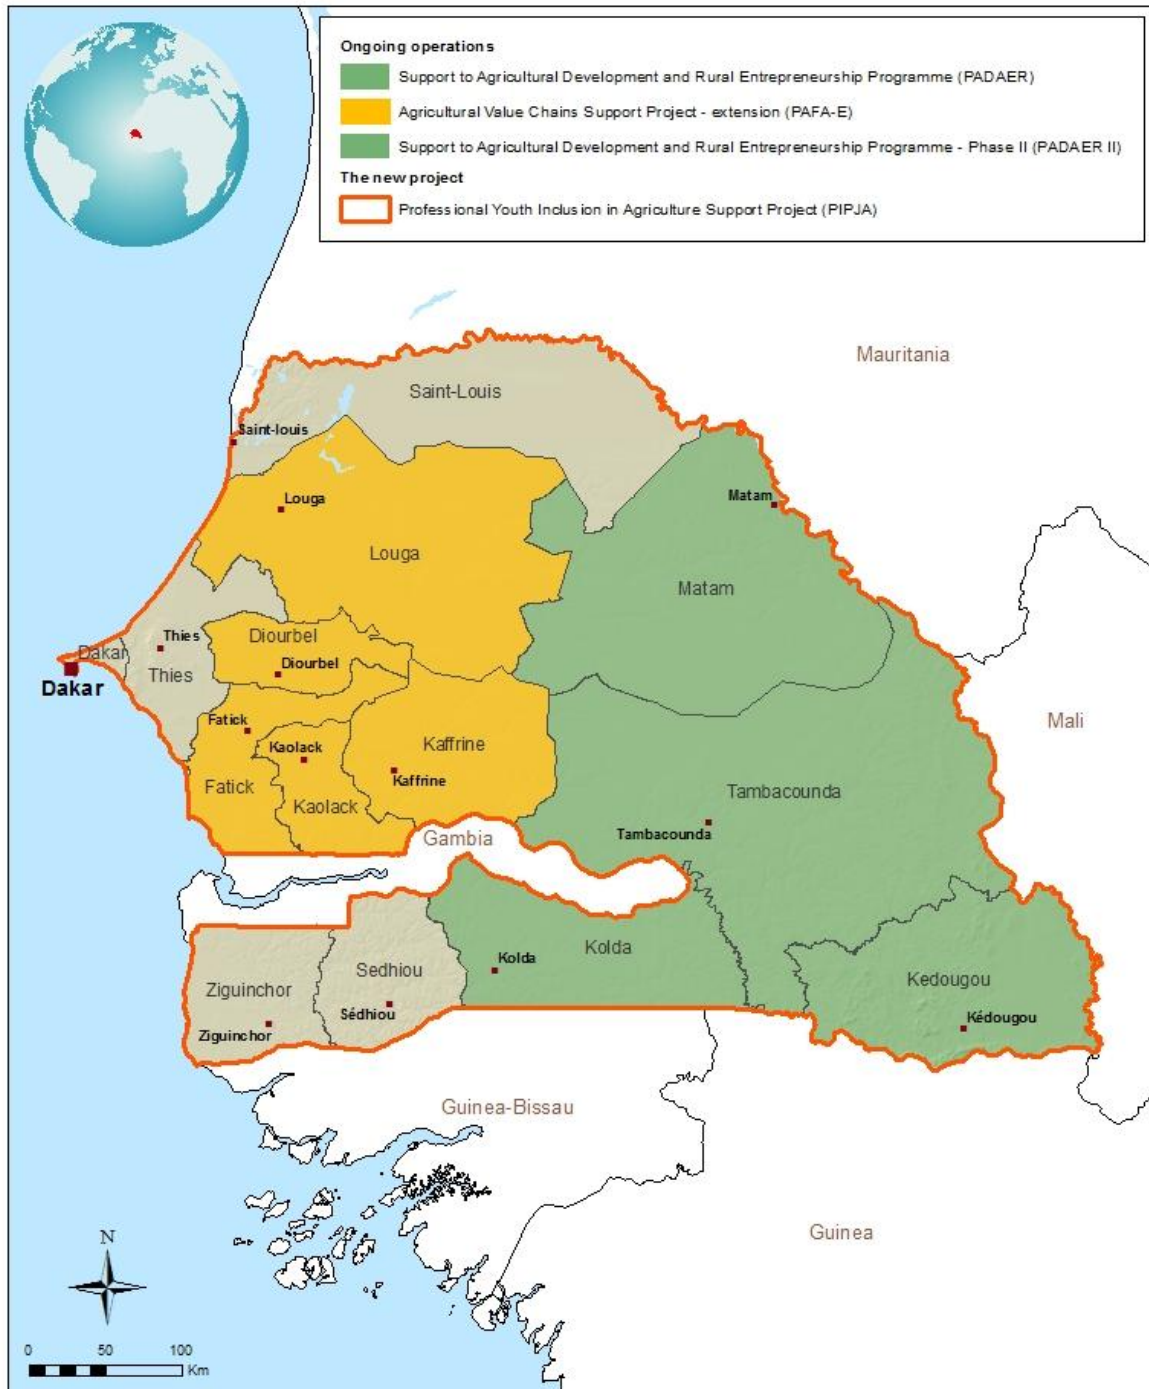 Ongoing operations
Support to Agricultural Development and Rural Entrepreneurship Programme (PADAER)
Agricultural Value Chains Support Project - extension (PAFA-E)
Support to Agricultural Development and Rural Entrepreneurship Programme - Phase II (PADAER II)
The new project
Professional Youth Inclusion in Agriculture Support Project (PIPJA)
Mauritania
Saint-Louis
Saint-louis
Louga
Matam
Louga
Matam
Diourbel
Thies
Dakar
Diourbel
Thies
Dakar
Fatick
Mali
Kaolack
Kaffrine
Kaffrine
Fatick
Tambacounda
Kaolack
Tambacounda
Gambia
Kolda
Kolda
Sedhiou
Kedougou
Ziguinchor
Sédhiou
Kédougou
Ziguinchor
Guinea-Bissau
Guinea
N
0 50 100
Km